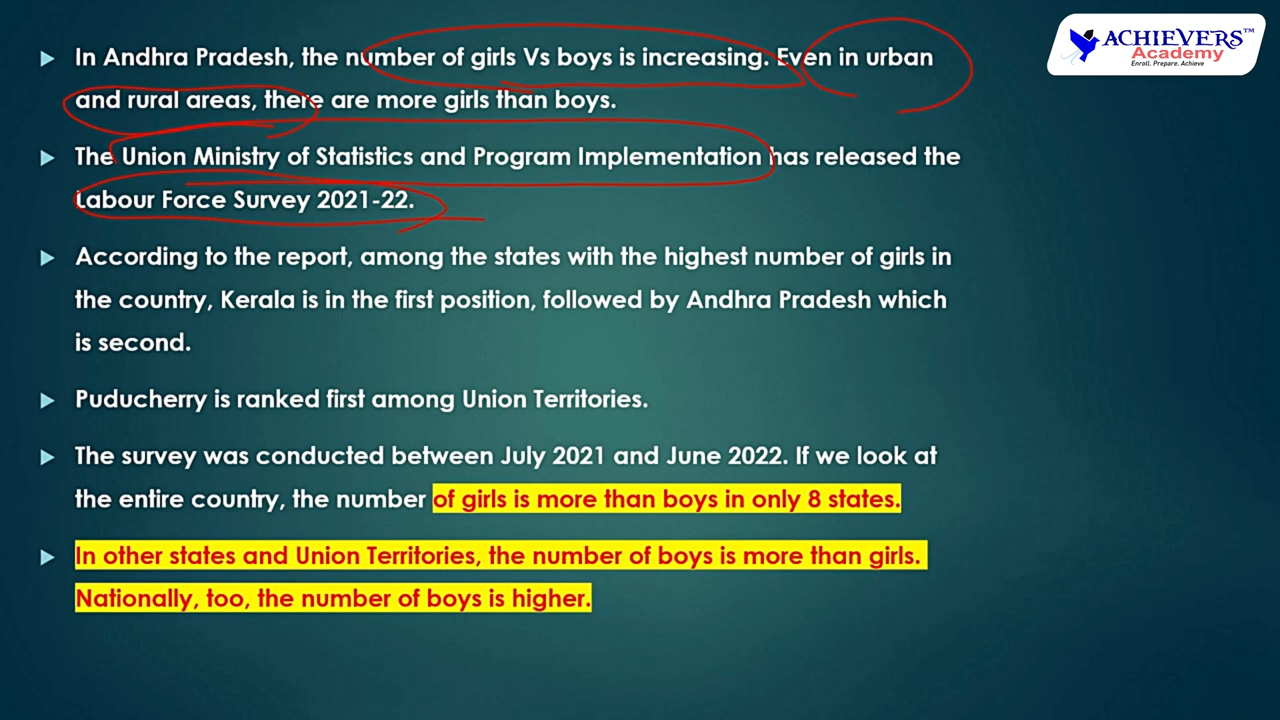 ACHIEVERS™
Academy
Enroll. Prepare. Achieve
In Andhra Pradesh, the number of girls Vs boys is increasing. Even in urban
and rural areas, there are more girls than boys.
The Union Ministry of Statistics and Program Implementation has released the
Labour Force Survey 2021-22.
According to the report, among the states with the highest number of girls in
the country, Kerala is in the first position, followed by Andhra Pradesh which
is second.
Puducherry is ranked first among Union Territories.
The survey was conducted between July 2021 and June 2022. If we look at
the entire country, the number of girls is more than boys in only 8 states.
In other states and Union Territories, the number of boys is more than girls.
Nationally, too, the number of boys is higher.